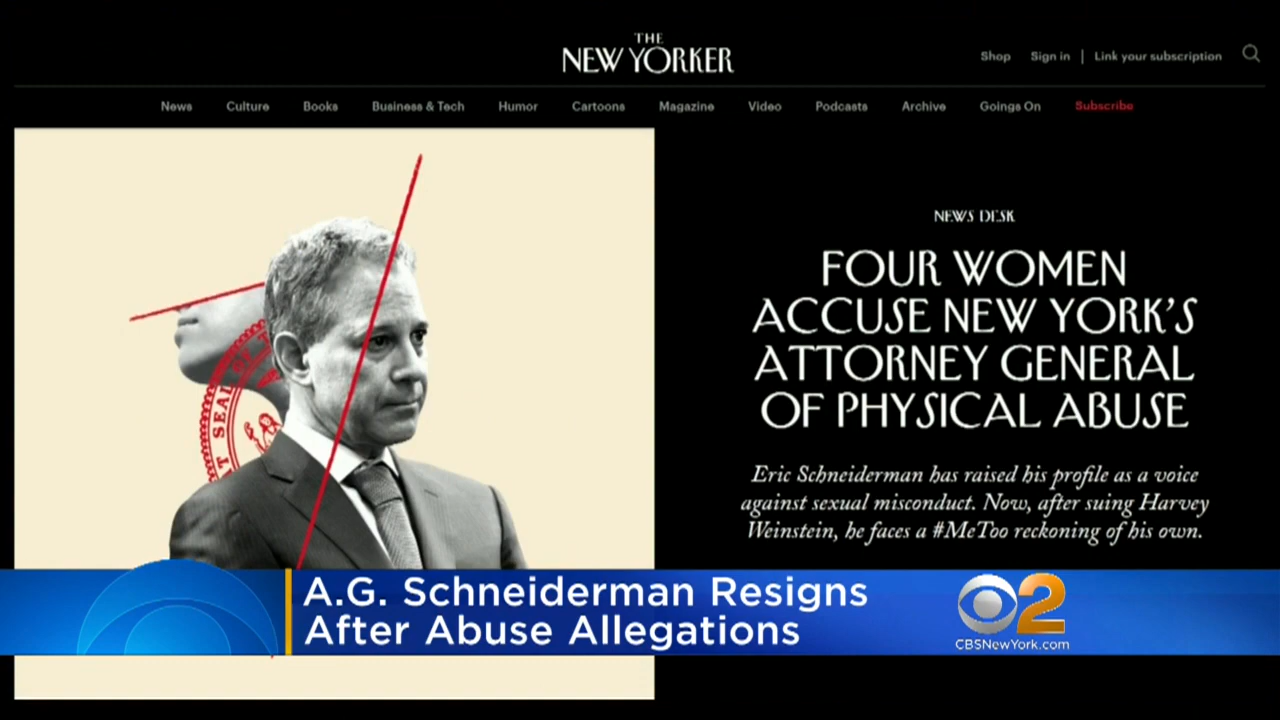 THE
NEW YORKER
Shop Sign in | Link your subscription
News Culture Books Business & Tech Humor Cartoons Magazine Video Podcasts Archive Goings On Subscribe
NEWS DESK
FOUR WOMEN
ACCUSE NEW YORK'S
ATTORNEY GENERAL
OF PHYSICAL ABUSE
Eric Schneiderman has raised his profile as a voice
against sexual misconduct. Now, after suing Harvey
Weinstein, he faces a #MeToo reckoning of his own.
SEAL OF
A.G. Schneiderman Resigns
After Abuse Allegations
2
CBSNewYork.com